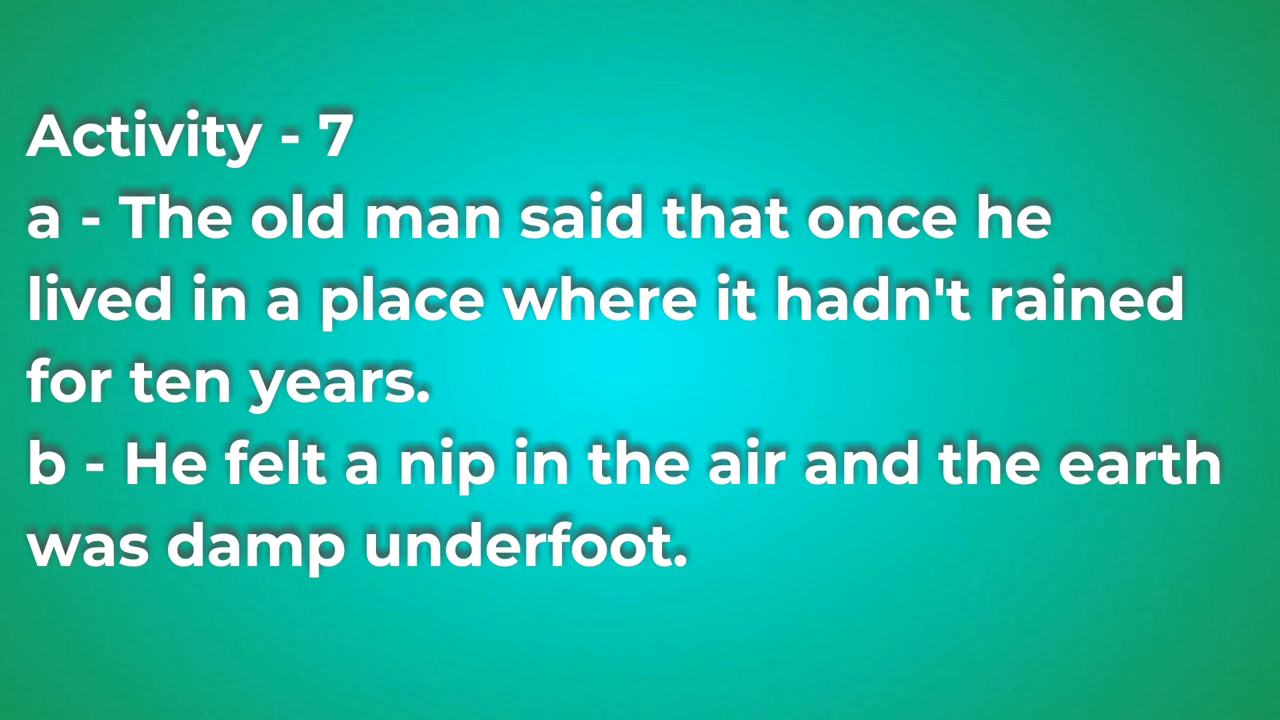 Activity - 7
a - The old man said that once he
lived in a place where it hadn't rained
for ten years.
b - He felt a nip in the air and the earth
was damp underfoot.